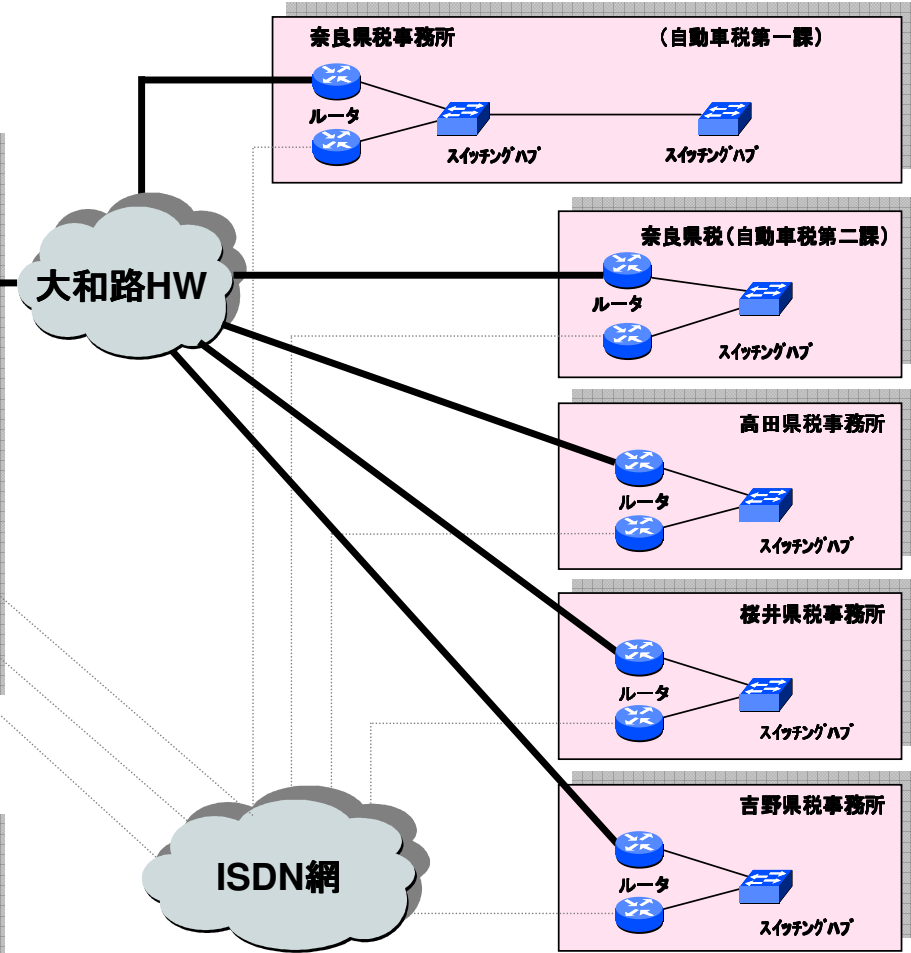 奈良県税事務所
（自動車税第一課）
ルータ
スイッチングハブ
スイッチングハブ
奈良県税（自動車税第二課）
大和路HW
ルータ
スイッチングハブ
高田県税事務所
ルータ
スイッチングハブ
桜井県税事務所
ルータ
スイッチングハブ
吉野県税事務所
ISDN網
ルータ
スイッチングハブ